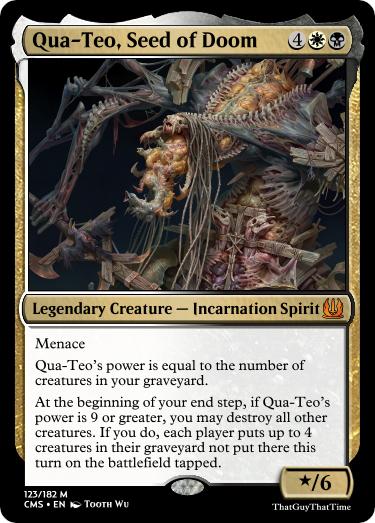 Qua-Teo, Seed of Doom 4
Legendary Creature — Incarnation Spirit
Menace
Qua-Teo's power is equal to the number of
creatures in your graveyard.
At the beginning of your end step, if Qua-Teo's
power is 9 or greater, you may destroy all other
creatures. If you do, each player puts up to 4
creatures in their graveyard not put there this
turn on the battlefield tapped.
★/6
123/182 M
CMS • EN Tooth Wu
ThatGuyThatTime